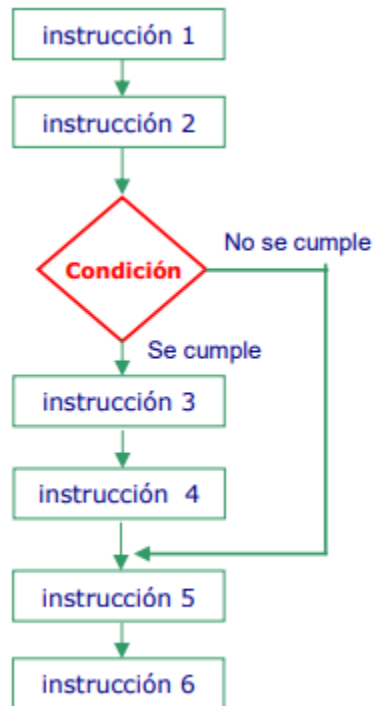 instrucción 1
instrucción 2
No se cumple
Condición
Se cumple
instrucción 3
instrucción 4
instrucción 5
instrucción 6